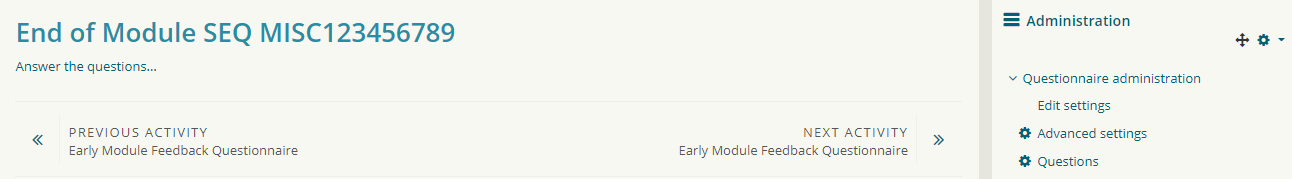 End of Module SEQ MISC123456789
Answer the questions...
PREVIOUS ACTIVITY
Early Module Feedback Questionnaire
NEXT ACTIVITY
Early Module Feedback Questionnaire
Administration
Questionnaire administration
Edit settings
Advanced settings
Questions